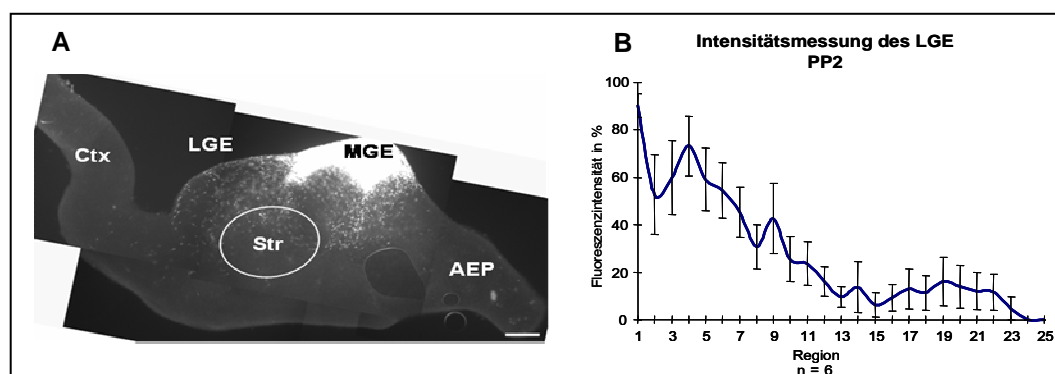 A
Ctx
LGE
MGE
Str
AEP
B
Intensitätsmessung des LGE
PP2
Fluoreszenzintensität in %
100
80
60
40
20
0
1 3 5 7 9 11 13 15 17 19 21 23 25
Region
n = 6